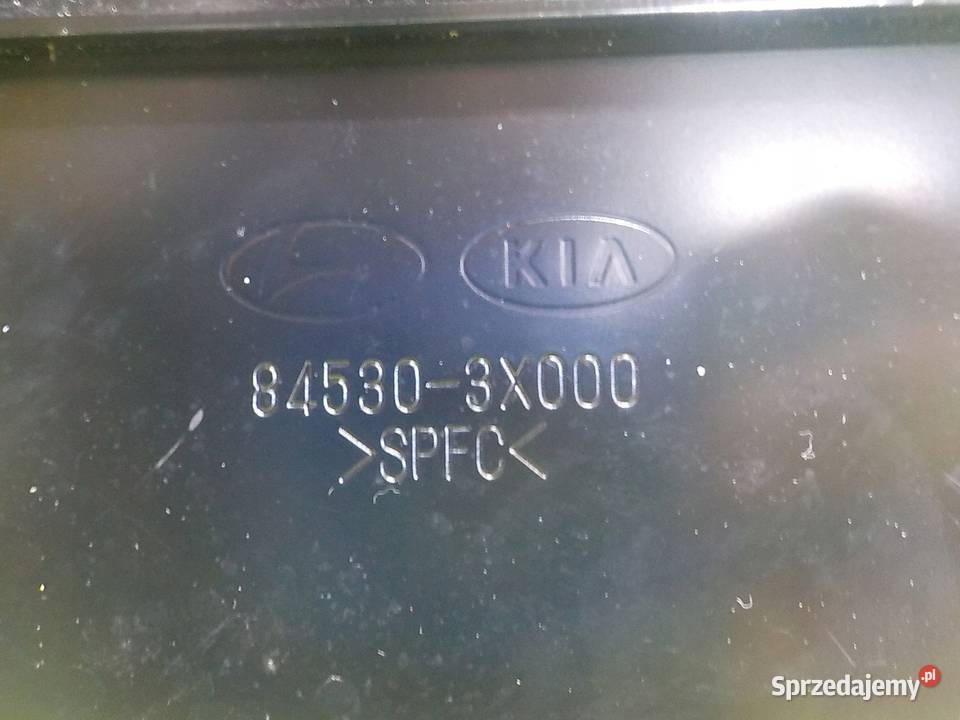 KIA
84530-3X000
>SPFC<
Sprzedajemy.pl